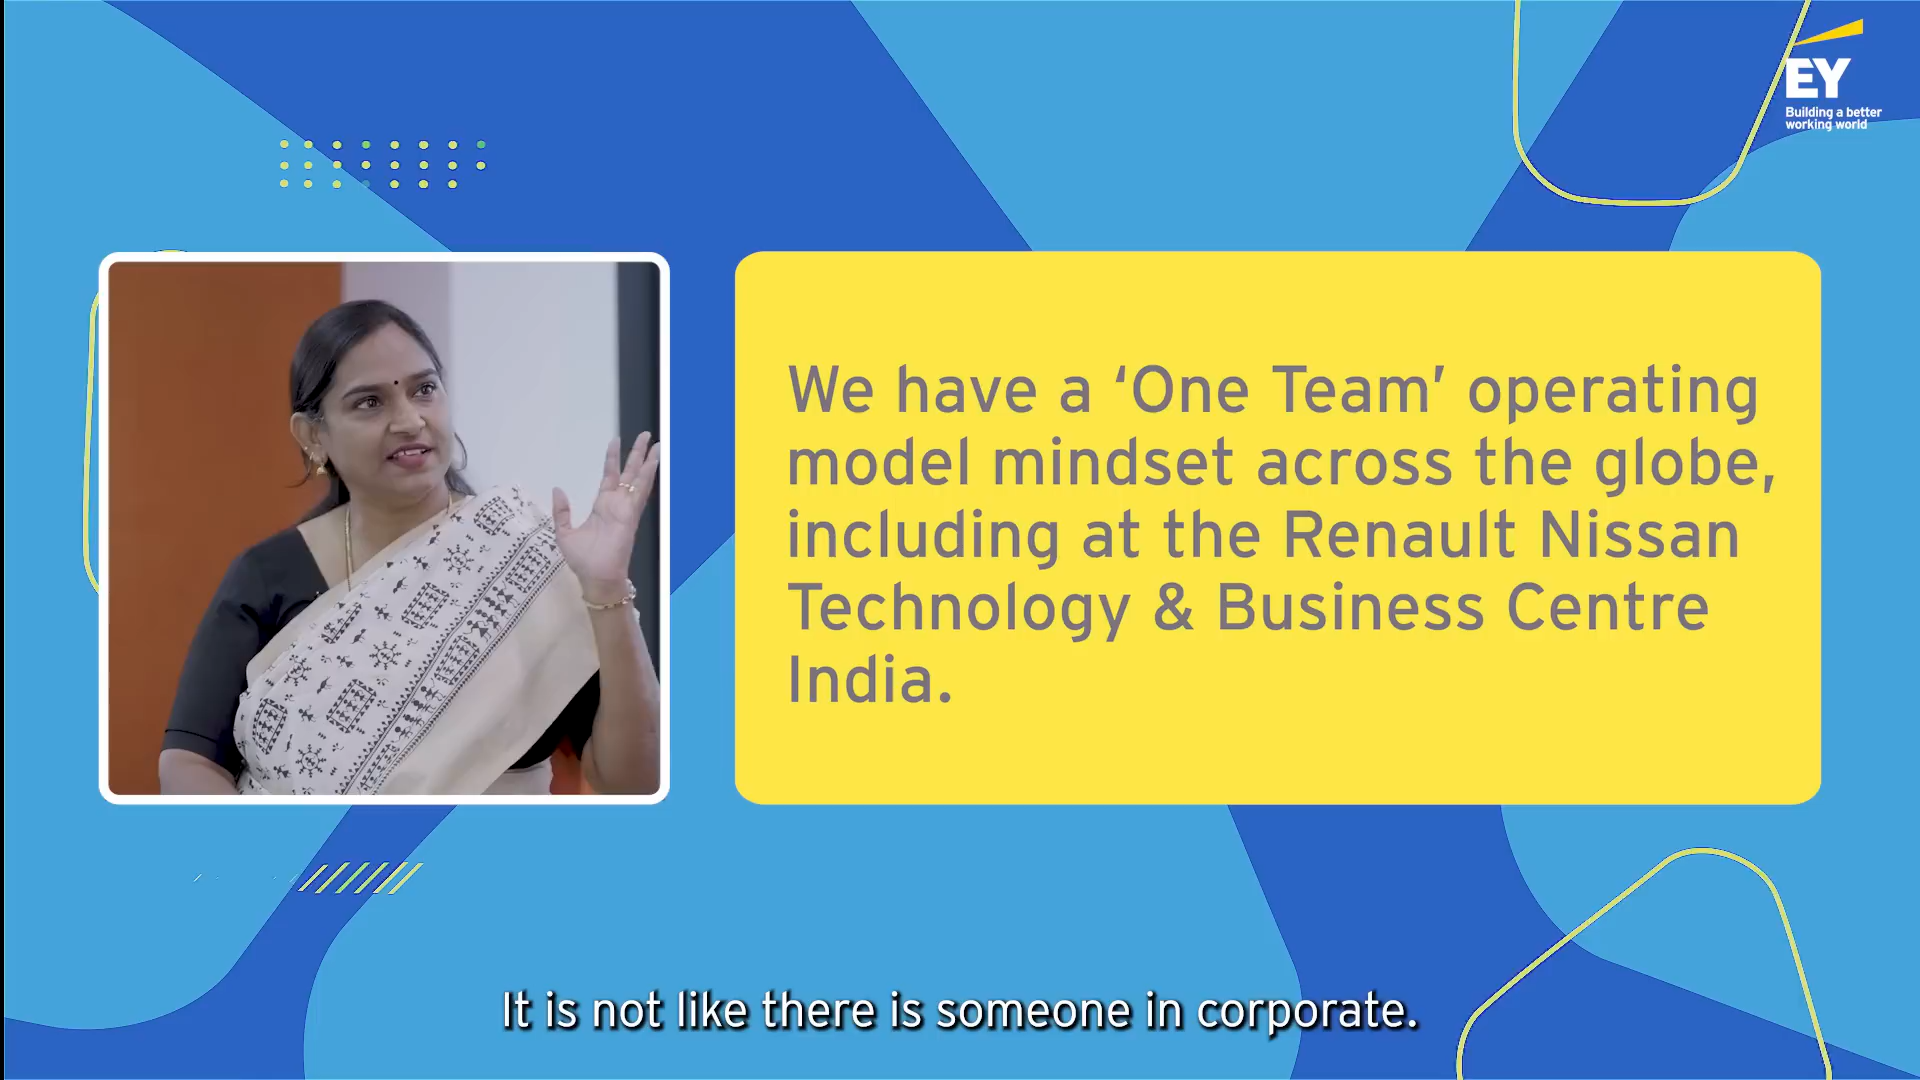 EY
Building a better
working world
We have a ‘One Team’ operating
model mindset across the globe,
including at the Renault Nissan
Technology & Business Centre
India.
It is not like there is someone in corporate.